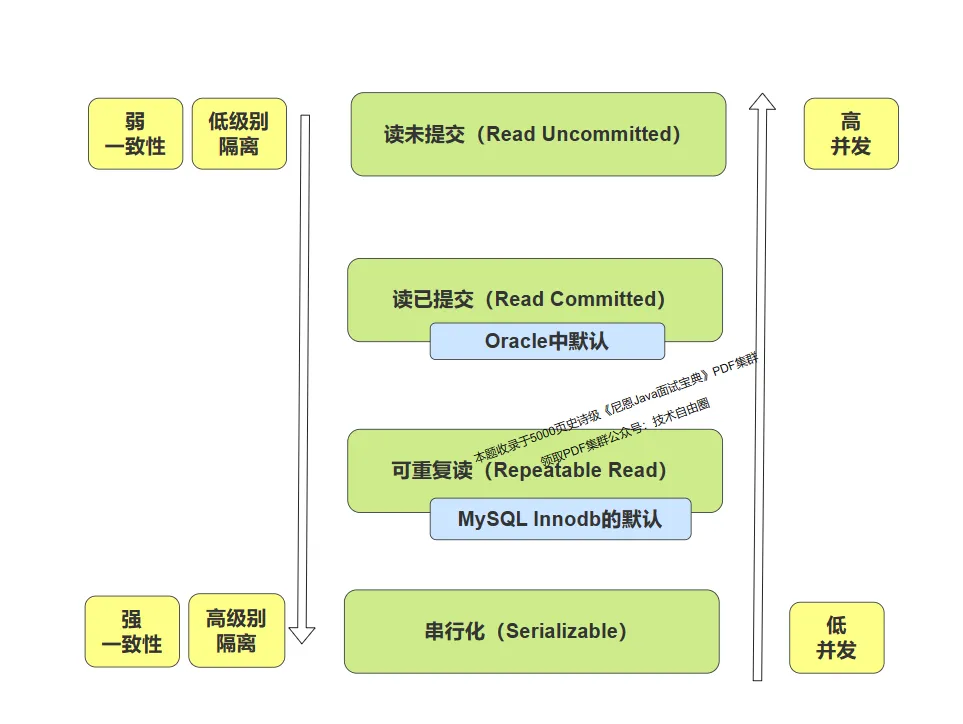 弱
一致性
低级别
隔离
读未提交（Read Uncommitted）
高
并发
读已提交（Read Committed）
Oracle中默认
本题收录于5000页史诗级《尼恩Java面试宝典》PDF集群
领取PDF集群公众号：技术自由圈
可重复读（Repeatable Read）
MySQL Innodb的默认
强
一致性
高级别
隔离
串行化（Serializable）
低
并发